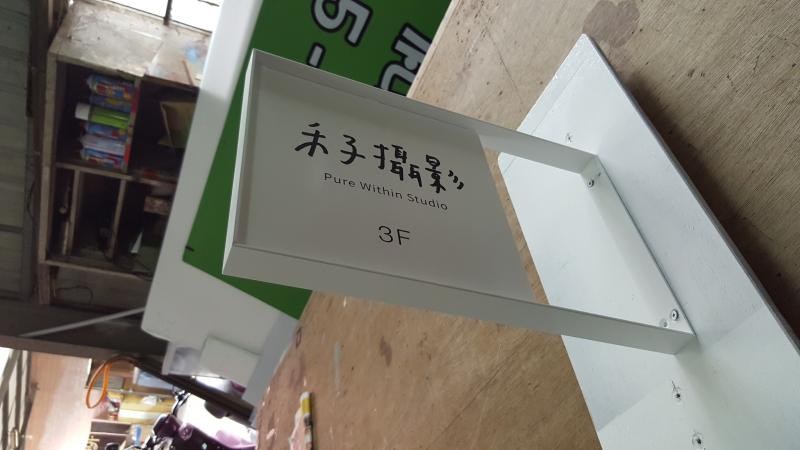 禾子攝影
Pure Within Studio
3F